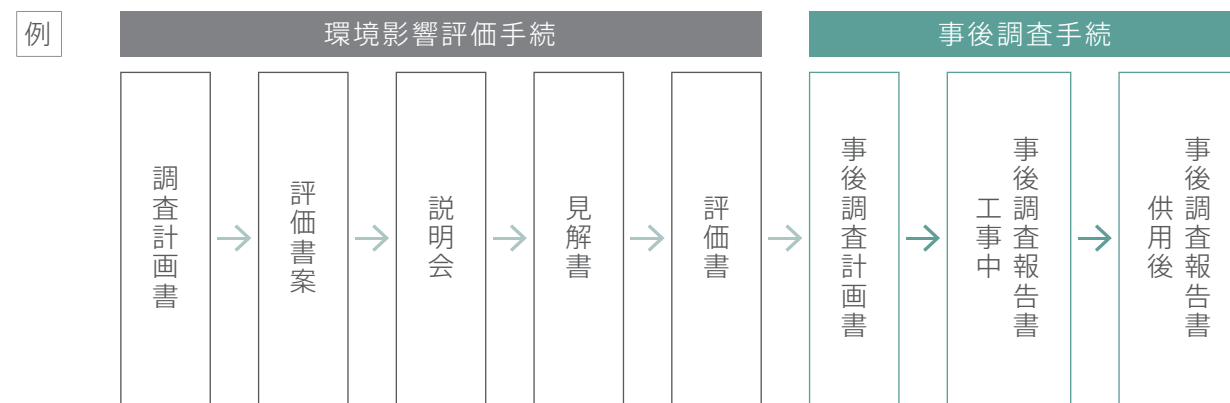 例
環境影響評価手続
事後調査手続
調査計画書
評価書案
説明会
見解書
評価書
事後調査計画書
事後調査報告書
工事中
事後調査報告書
供用後